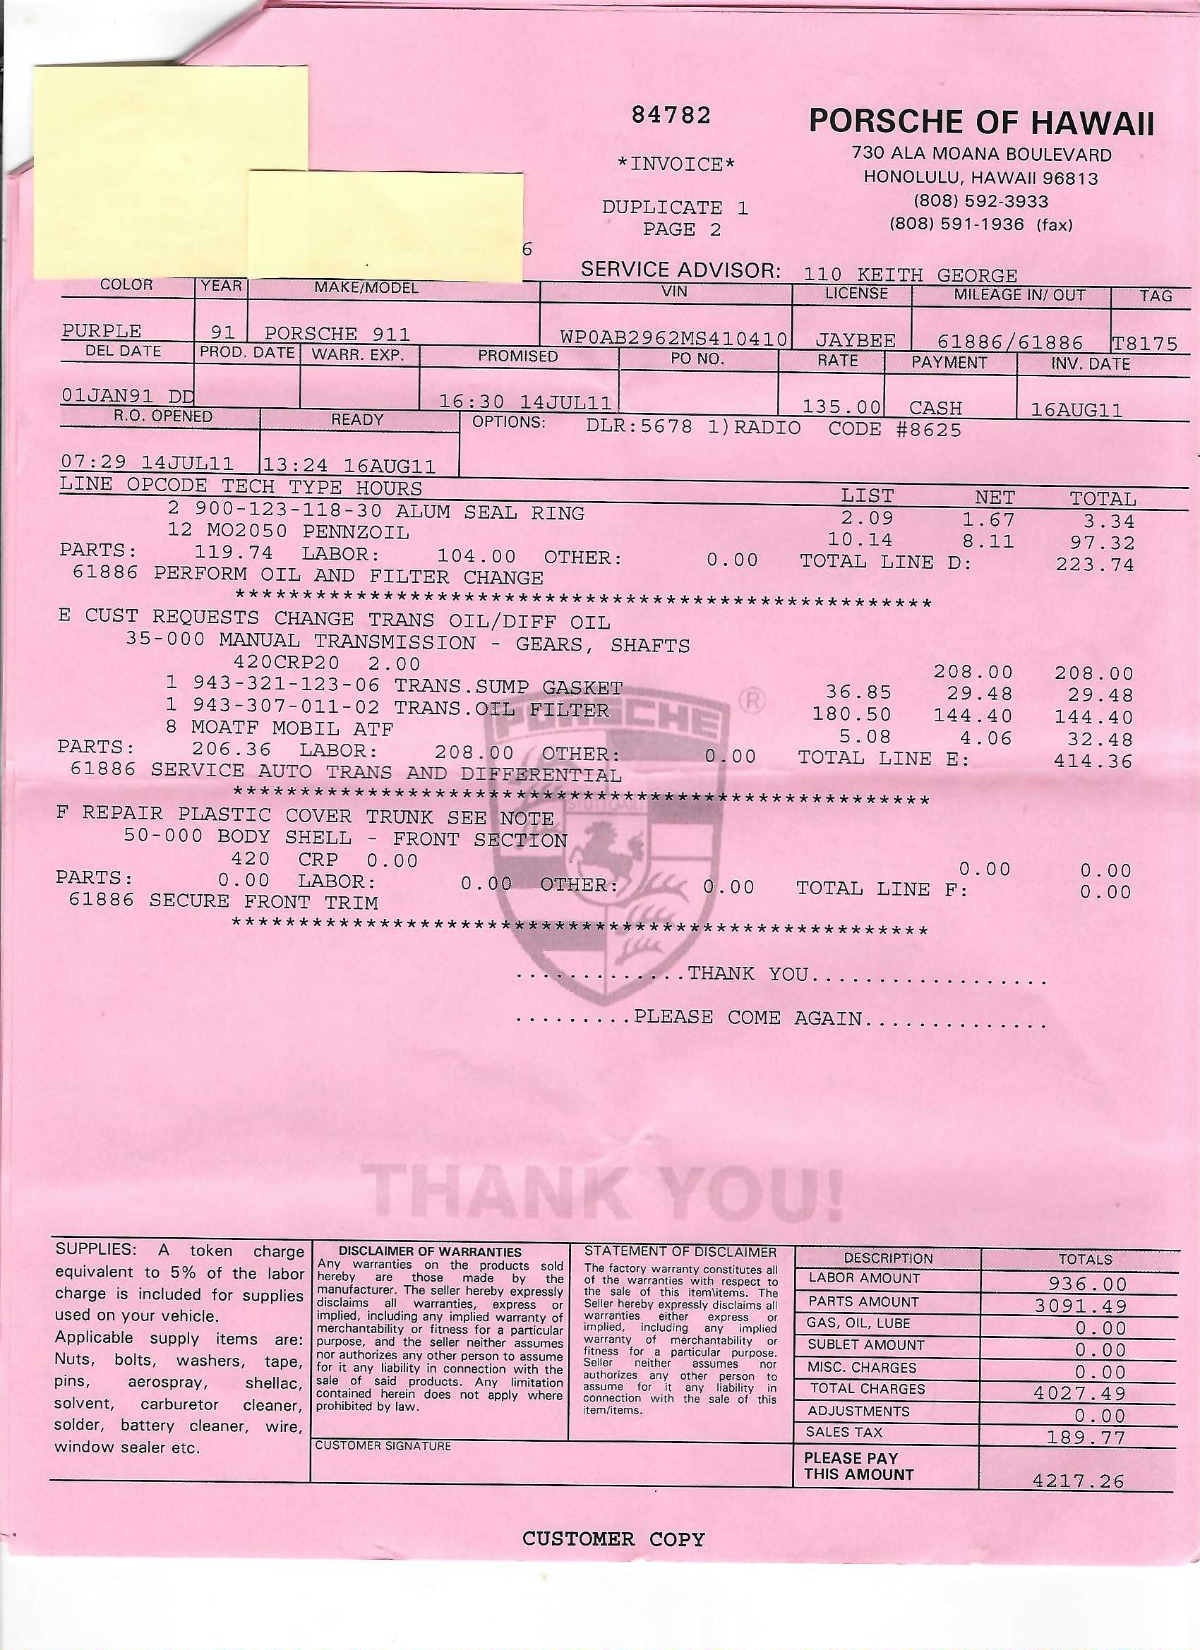 84782
PORSCHE OF HAWAII
730 ALA MOANA BOULEVARD
*INVOICE*
HONOLULU, HAWAII 96813
(808) 592-3933
DUPLICATE 1
(808) 591-1936 (fax)
PAGE 2
6
SERVICE ADVISOR: 110 KEITH GEORGE
COLOR YEAR MAKE/MODEL VIN LICENSE MILEAGE IN/ OUT TAG
PURPLE 91 PORSCHE 911 WP0AB2962MS410410 JAYBEE 61886/61886 T8175
DEL DATE PROD. DATE WARR. EXP. PROMISED PO NO. RATE PAYMENT INV. DATE
01JAN91 DD 16:30 14JUL11 135.00 CASH 16AUG11
R.O. OPENED READY OPTIONS: DLR:5678 1)RADIO CODE #8625
07:29 14JUL11 13:24 16AUG11
LINE OPCODE TECH TYPE HOURS LIST NET TOTAL
2 900-123-118-30 ALUM SEAL RING 2.09 1.67 3.34
12 MO2050 PENNZOIL 10.14 8.11 97.32
PARTS: 119.74 LABOR: 104.00 OTHER: 0.00 TOTAL LINE D: 223.74
61886 PERFORM OIL AND FILTER CHANGE
****************************************************
E CUST REQUESTS CHANGE TRANS OIL/DIFF OIL
35-000 MANUAL TRANSMISSION - GEARS, SHAFTS
420CRP20 2.00 208.00 208.00
1 943-321-123-06 TRANS.SUMP GASKET 36.85 29.48 29.48
1 943-307-011-02 TRANS.OIL FILTER 180.50 144.40 144.40
8 MOATF MOBIL ATF 5.08 4.06 32.48
PARTS: 206.36 LABOR: 208.00 OTHER: 0.00 TOTAL LINE E: 414.36
61886 SERVICE AUTO TRANS AND DIFFERENTIAL
****************************************************
F REPAIR PLASTIC COVER TRUNK SEE NOTE
50-000 BODY SHELL - FRONT SECTION
420 CRP 0.00 0.00 0.00
PARTS: 0.00 LABOR: 0.00 OTHER: 0.00 TOTAL LINE F: 0.00
61886 SECURE FRONT TRIM
****************************************************
PORSCHE ®
STUTTGART
.............THANK YOU..................
.........PLEASE COME AGAIN..............
THANK YOU!
SUPPLIES: A token charge
equivalent to 5% of the labor
charge is included for supplies
used on your vehicle.
Applicable supply items are:
Nuts, bolts, washers, tape,
pins, aerospray, shellac,
solvent, carburetor cleaner,
solder, battery cleaner, wire,
window sealer etc.
DISCLAIMER OF WARRANTIES
Any warranties on the products sold
hereby are those made by the
manufacturer. The seller hereby expressly
disclaims all warranties, express or
implied, including any implied warranty of
merchantability or fitness for a particular
purpose, and the seller neither assumes
nor authorizes any other person to assume
for it any liability in connection with the
sale of said products. Any limitation
contained herein does not apply where
prohibited by law.
CUSTOMER SIGNATURE
STATEMENT OF DISCLAIMER
The factory warranty constitutes all
of the warranties with respect to
the sale of this item\items. The
Seller hereby expressly disclaims all
warranties either express or
implied, including any implied
warranty of merchantability or
fitness for a particular purpose.
Seller neither assumes nor
authorizes any other person to
assume for it any liability in
connection with the sale of this
item/items.
DESCRIPTION TOTALS
LABOR AMOUNT 936.00
PARTS AMOUNT 3091.49
GAS, OIL, LUBE 0.00
SUBLET AMOUNT 0.00
MISC. CHARGES 0.00
TOTAL CHARGES 4027.49
ADJUSTMENTS 0.00
SALES TAX 189.77
PLEASE PAY
THIS AMOUNT 4217.26
CUSTOMER COPY